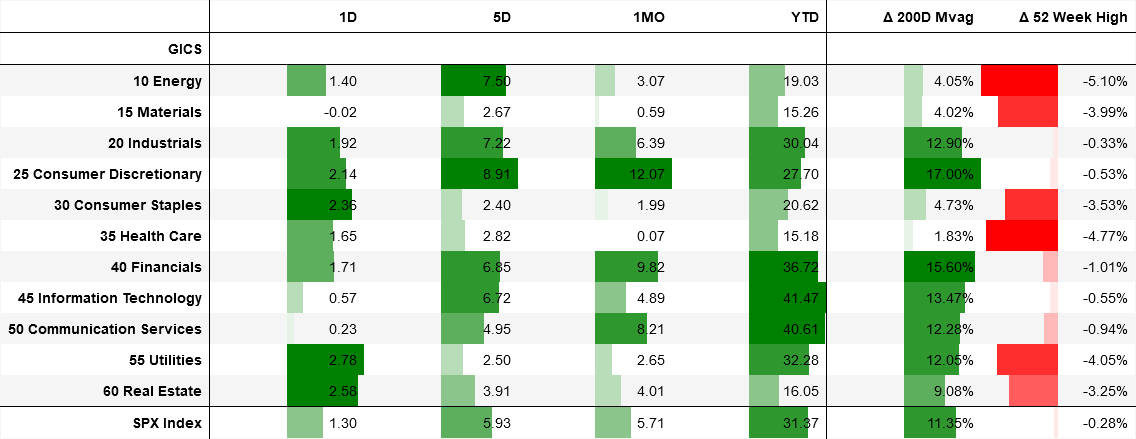 1D 5D 1MO YTD Δ 200D Mvag Δ 52 Week High
GICS
10 Energy 1.40 7.50 3.07 19.03 4.05% -5.10%
15 Materials -0.02 2.67 0.59 15.26 4.02% -3.99%
20 Industrials 1.92 7.22 6.39 30.04 12.90% -0.33%
25 Consumer Discretionary 2.14 8.91 12.07 27.70 17.00% -0.53%
30 Consumer Staples 2.36 2.40 1.99 20.62 4.73% -3.53%
35 Health Care 1.65 2.82 0.07 15.18 1.83% -4.77%
40 Financials 1.71 6.85 9.82 36.72 15.60% -1.01%
45 Information Technology 0.57 6.72 4.89 41.47 13.47% -0.55%
50 Communication Services 0.23 4.95 8.21 40.61 12.28% -0.94%
55 Utilities 2.78 2.50 2.65 32.28 12.05% -4.05%
60 Real Estate 2.58 3.91 4.01 16.05 9.08% -3.25%
SPX Index 1.30 5.93 5.71 31.37 11.35% -0.28%